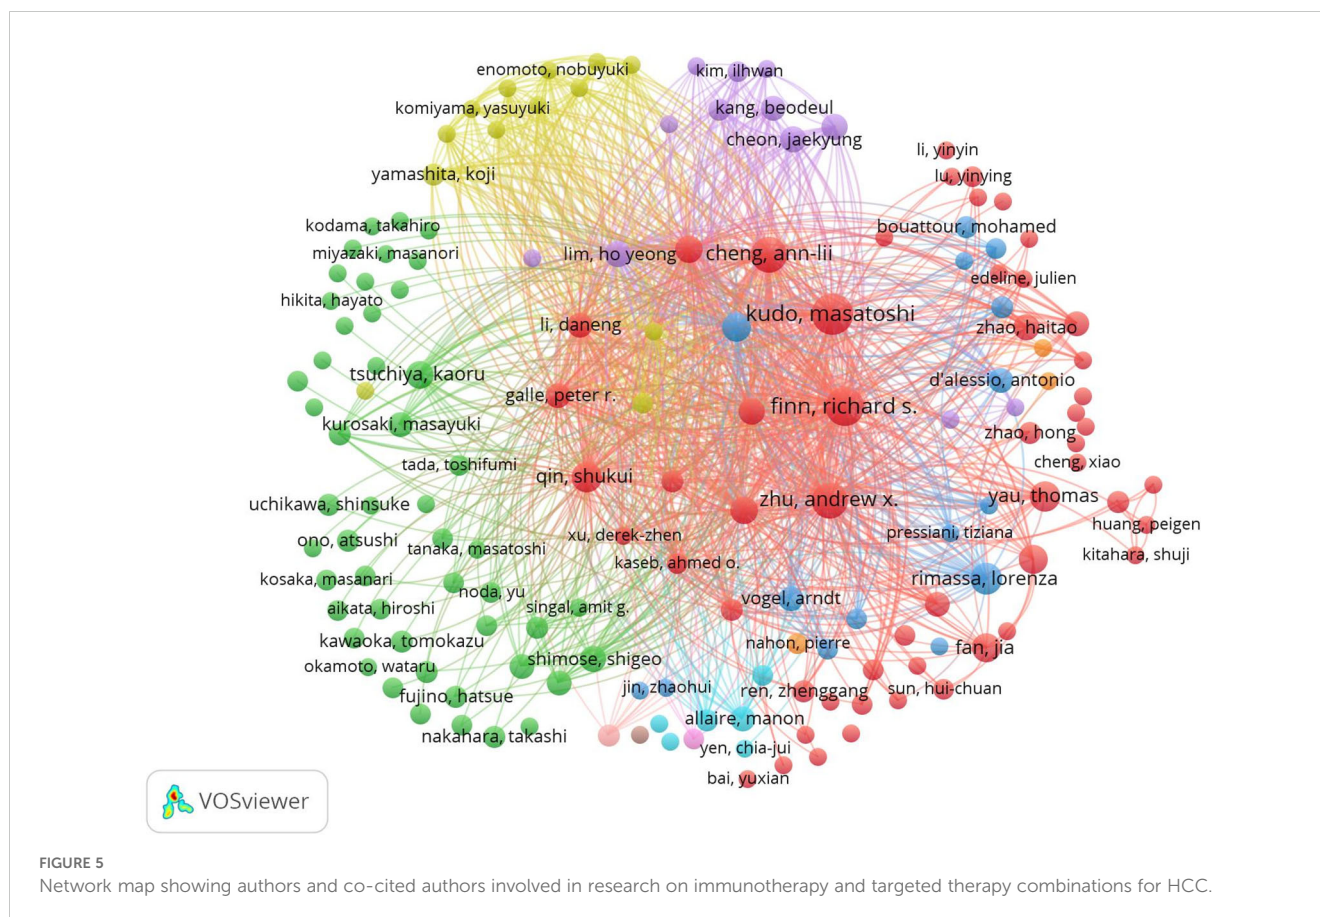 enomoto, nobuyuki
kim, ilhwan
komiyama, yasuyuki
kang, beodeul
cheon, jaekyung
li, yinyin
yamashita, koji
lu, yinying
kodama, takahiro
bouattour, mohamed
miyazaki, masanori
lim, ho yeong
cheng, ann-lii
edeline, julien
hikita, hayato
kudo, masatoshi
li, daneng
zhao, haitao
tsuchiya, kaoru
d'alessio, antonio
galle, peter r.
finn, richard s.
kurosaki, masayuki
zhao, hong
tada, toshifumi
cheng, xiao
qin, shukui
uchikawa, shinsuke
zhu, andrew x.
yau, thomas
huang, peigen
xu, derek-zhen
pressiani, tiziana
ono, atsushi
tanaka, masatoshi
kitahara, shuji
kaseb, ahmed o.
kosaka, masanari
rimassa, lorenza
noda, yu
aikata, hiroshi
singal, amit g.
vogel, arndt
kawaoka, tomokazu
nahon, pierre
fan, jia
okamoto, wataru
shimose, shigeo
jin, zhaohui
ren, zhenggang
sun, hui-chuan
fujino, hatsue
allaire, manon
nakahara, takashi
yen, chia-jui
bai, yuxian
VOSviewer
FIGURE 5
Network map showing authors and co-cited authors involved in research on immunotherapy and targeted therapy combinations for HCC.